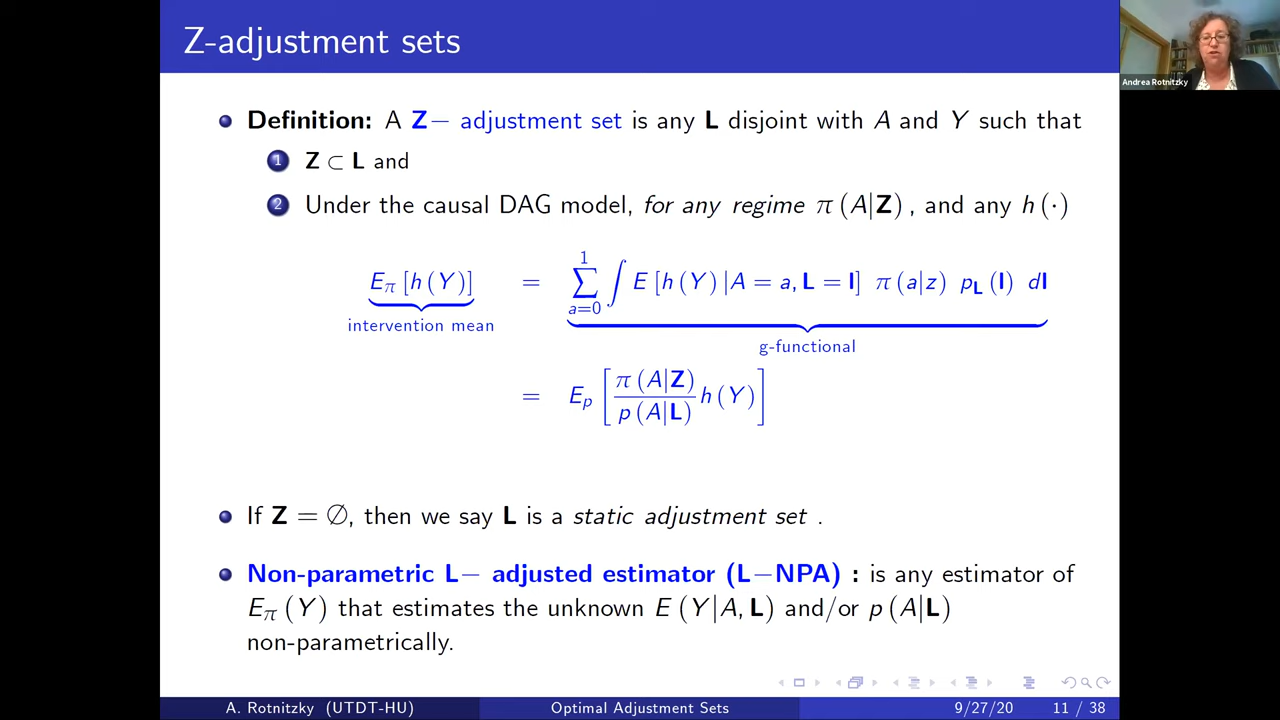 Z-adjustment sets
Andrea Rotnitzky
Definition: A Z− adjustment set is any L disjoint with A and Y such that
1 Z ⊂ L and
2 Under the causal DAG model, for any regime π (A|Z) , and any h (·)
E_π [h (Y)] = ∑_{a=0}^{1} ∫ E [h (Y) |A = a, L = l] π (a|z) p_L (l) dl
intervention mean
g-functional
= E_p [ π (A|Z) / p (A|L) h (Y) ]
If Z = ∅, then we say L is a static adjustment set .
Non-parametric L− adjusted estimator (L−NPA) : is any estimator of
E_π (Y) that estimates the unknown E (Y|A, L) and/or p (A|L)
non-parametrically.
A. Rotnitzky (UTDT-HU) Optimal Adjustment Sets 9/27/20 11 / 38